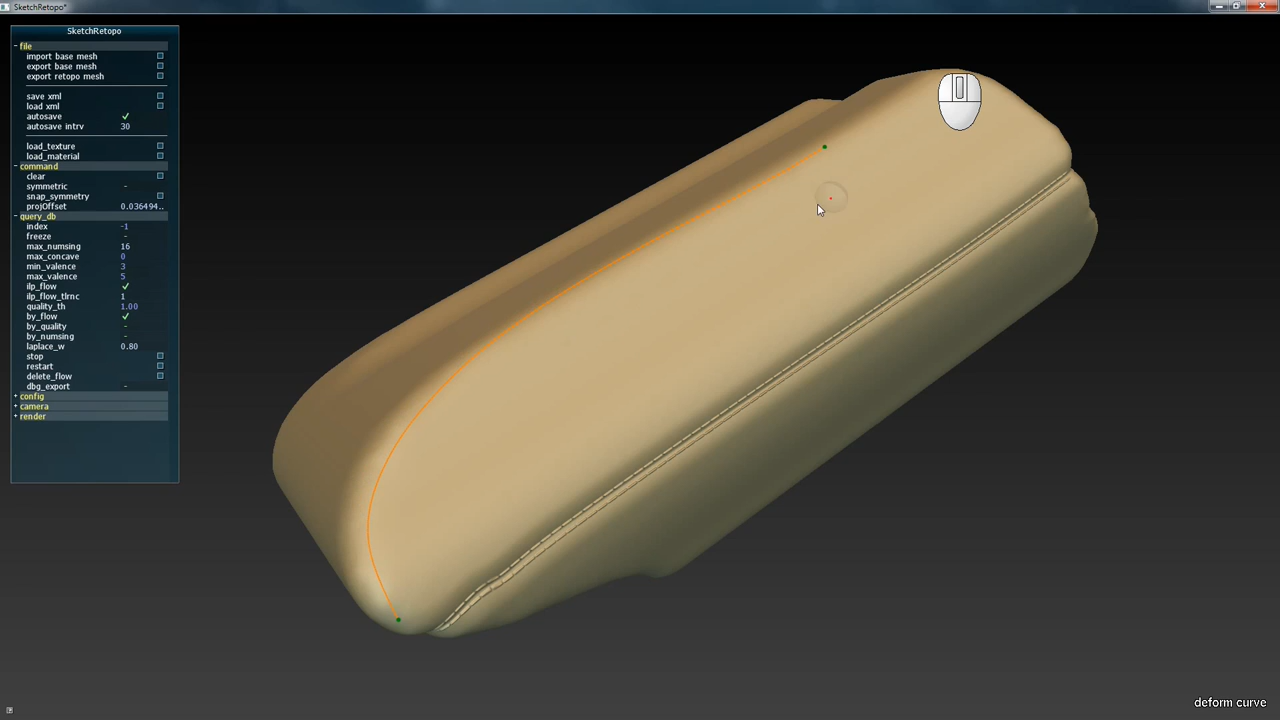 SketchRetopo*
SketchRetopo
- file
import base mesh
export base mesh
export retopo mesh
save xml
load xml
autosave ✓
autosave intrv 30
load_texture
load_material
- command
clear
symmetric -
snap_symmetry
projOffset 0.036494..
- query_db
index -1
freeze -
max_numsing 16
max_concave 0
min_valence 3
max_valence 5
ilp_flow ✓
ilp_flow_tlrnc 1
quality_th 1.00
by_flow ✓
by_quality -
by_numsing -
laplace_w 0.80
stop
restart
delete_flow
dbg_export -
+ config
+ camera
+ render
deform curve